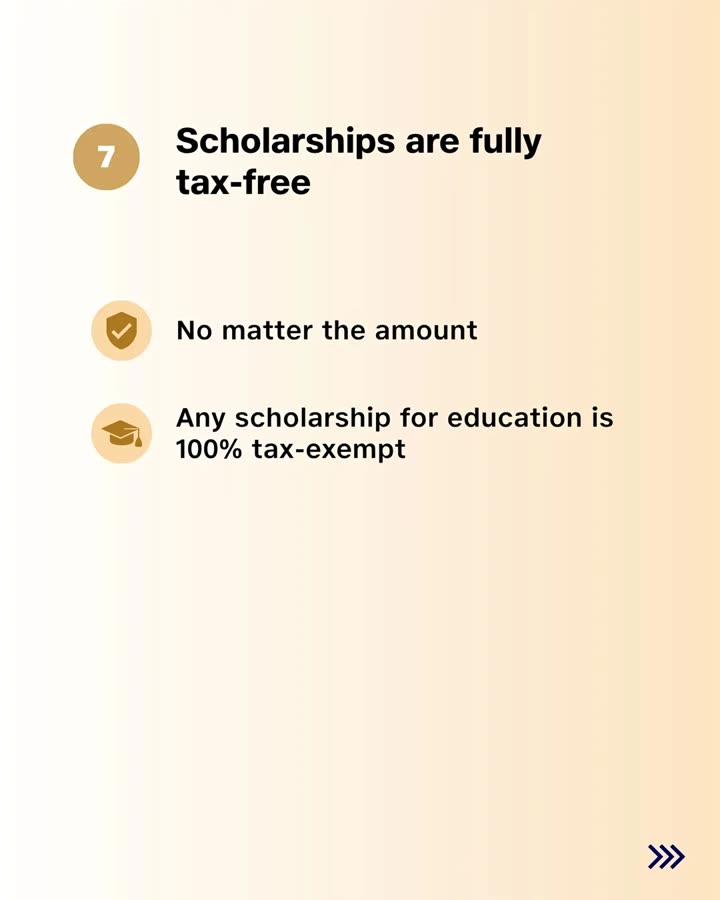 7
Scholarships are fully
tax-free
No matter the amount
Any scholarship for education is
100% tax-exempt